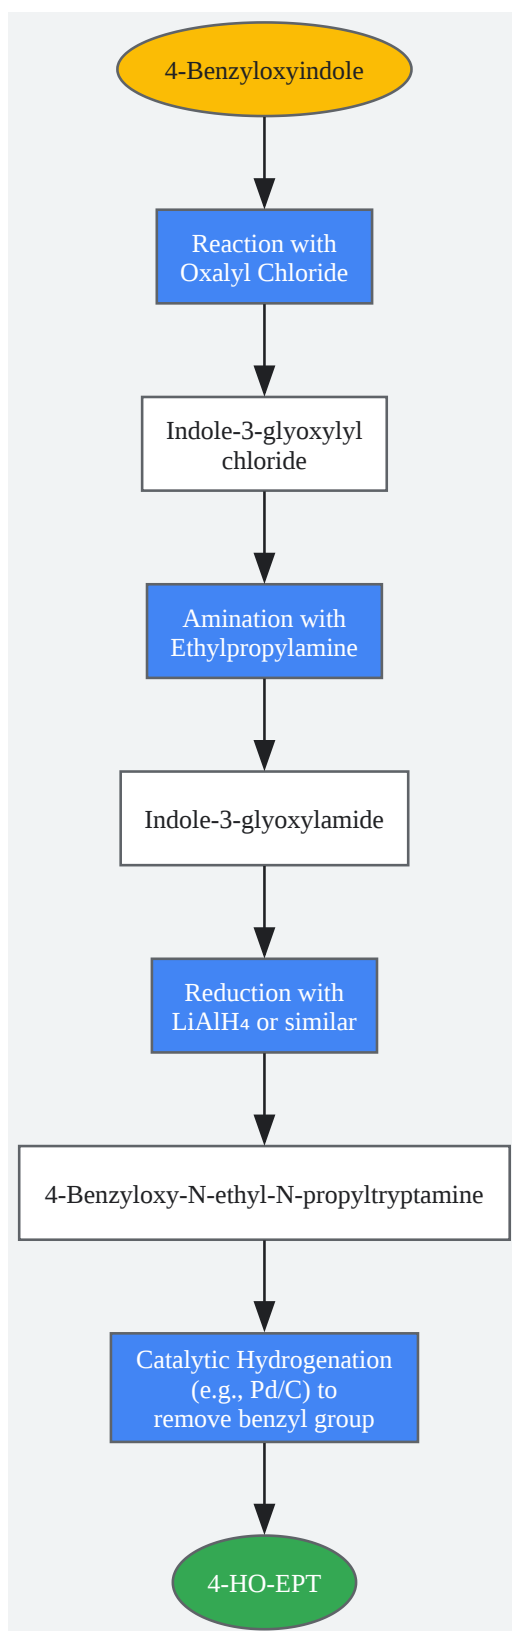 4-Benzyloxyindole
Reaction with
Oxalyl Chloride
Indole-3-glyoxylyl
chloride
Amination with
Ethylpropylamine
Indole-3-glyoxylamide
Reduction with
LiAlH₄ or similar
4-Benzyloxy-N-ethyl-N-propyltryptamine
Catalytic Hydrogenation
(e.g., Pd/C) to
remove benzyl group
4-HO-EPT